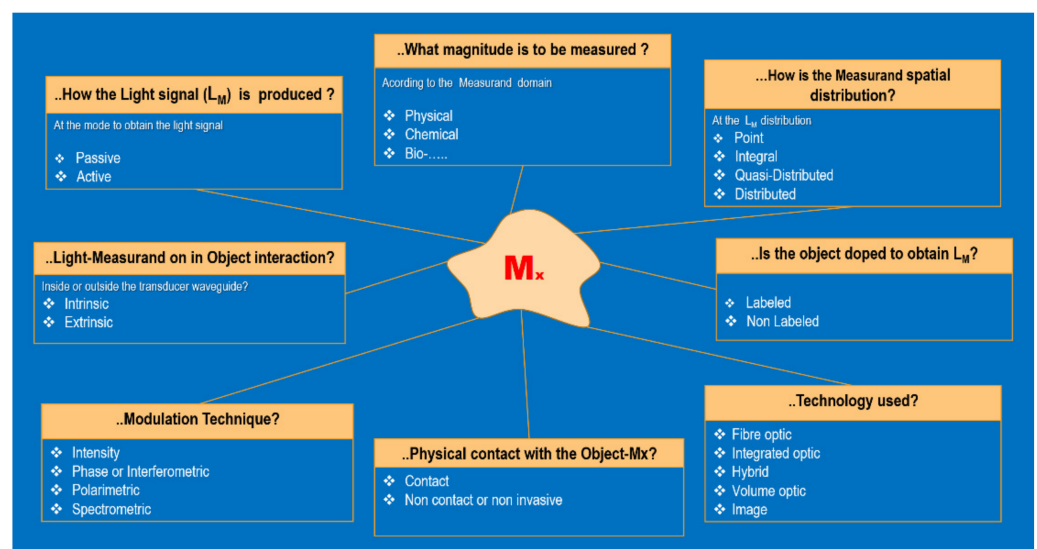 ..What magnitude is to be measured ?
Acording to the Measurand domain
❖ Physical
❖ Chemical
❖ Bio-.....
..How the Light signal (LM) is produced ?
At the mode to obtain the light signal
❖ Passive
❖ Active
...How is the Measurand spatial
distribution?
At the LM distribution
❖ Point
❖ Integral
❖ Quasi-Distributed
❖ Distributed
..Light-Measurand on in Object interaction?
Inside or outside the transducer waveguide?
❖ Intrinsic
❖ Extrinsic
Mx
..Is the object doped to obtain LM?
❖ Labeled
❖ Non Labeled
..Modulation Technique?
❖ Intensity
❖ Phase or Interferometric
❖ Polarimetric
❖ Spectrometric
..Physical contact with the Object-Mx?
❖ Contact
❖ Non contact or non invasive
..Technology used?
❖ Fibre optic
❖ Integrated optic
❖ Hybrid
❖ Volume optic
❖ Image